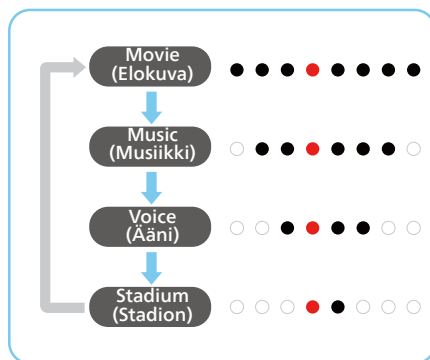 Movie
(Elokuva)
Music
(Musiikki)
Voice
(Ääni)
Stadium
(Stadion)